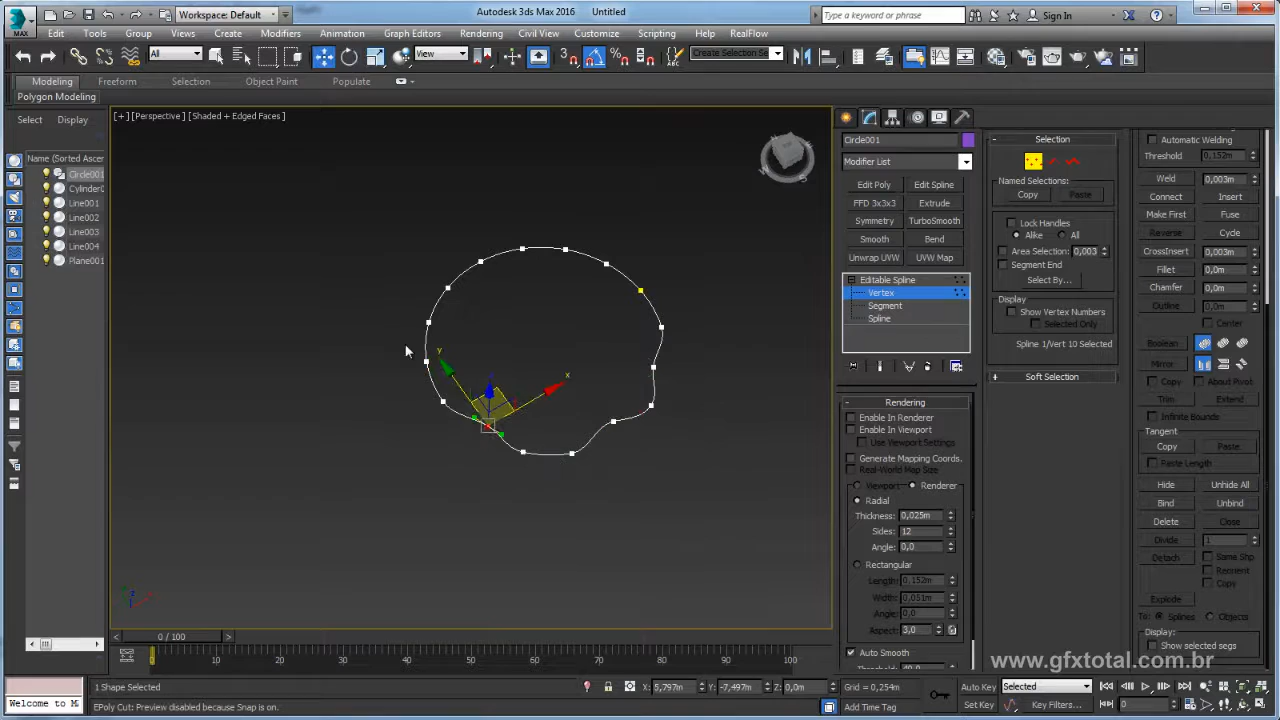 Workspace: Default
Autodesk 3ds Max 2016   Untitled
Type a keyword or phrase
Sign In
MAX
Edit Tools Group Views Create Modifiers Animation Graph Editors Rendering Civil View Customize Scripting Help RealFlow
All
View
Create Selection Se
Modeling Freeform Selection Object Paint Populate
Polygon Modeling
Select Display
Name (Sorted Ascen
Circle001
Cylinder0
Line001
Line002
Line003
Line004
Plane001
[+] [Perspective] [Shaded + Edged Faces]
y
x
0 / 100
0 10 20 30 40 50 60 70 80 90 100
Circle001
Modifier List
Edit Poly Edit Spline
FFD 3x3x3 Extrude
Symmetry TurboSmooth
Smooth Bend
Unwrap UVW UVW Map
Editable Spline
Vertex
Segment
Spline
Rendering
Enable In Renderer
Enable In Viewport
Use Viewport Settings
Generate Mapping Coords.
Real-World Map Size
Viewport Renderer
Radial
Thickness: 0,025m
Sides: 12
Angle: 0,0
Rectangular
Length: 0,152m
Width: 0,051m
Angle: 0,0
Aspect: 3,0
Auto Smooth
Selection
Named Selections:
Copy Paste
Lock Handles
Alike All
Area Selection: 0,003
Segment End
Select By...
Display
Show Vertex Numbers
Selected Only
Spline 1/Vert 10 Selected
Soft Selection
Automatic Welding
Threshold 0,152m
Weld 0,003m
Connect Insert
Make First Fuse
Reverse Cycle
CrossInsert 0,003m
Fillet 0,0m
Chamfer 0,0m
Outline 0,0m
Center
Boolean
Mirror
Copy About Pivot
Trim Extend
Infinite Bounds
Tangent
Copy Paste
Paste Length
Hide Unhide All
Bind Unbind
Delete Close
Divide 1
Detach Same Shp
Reorient
Copy
Explode
To: Splines Objects
Display:
Show selected segs
www.gfxtotal.com.br
1 Shape Selected
X: 5,797m Y: -7,497m Z: 0,0m Grid = 0,254m
Auto Key Selected
Welcome to M
EPoly Cut: Preview disabled because Snap is on.
Add Time Tag
Set Key Key Filters...
0